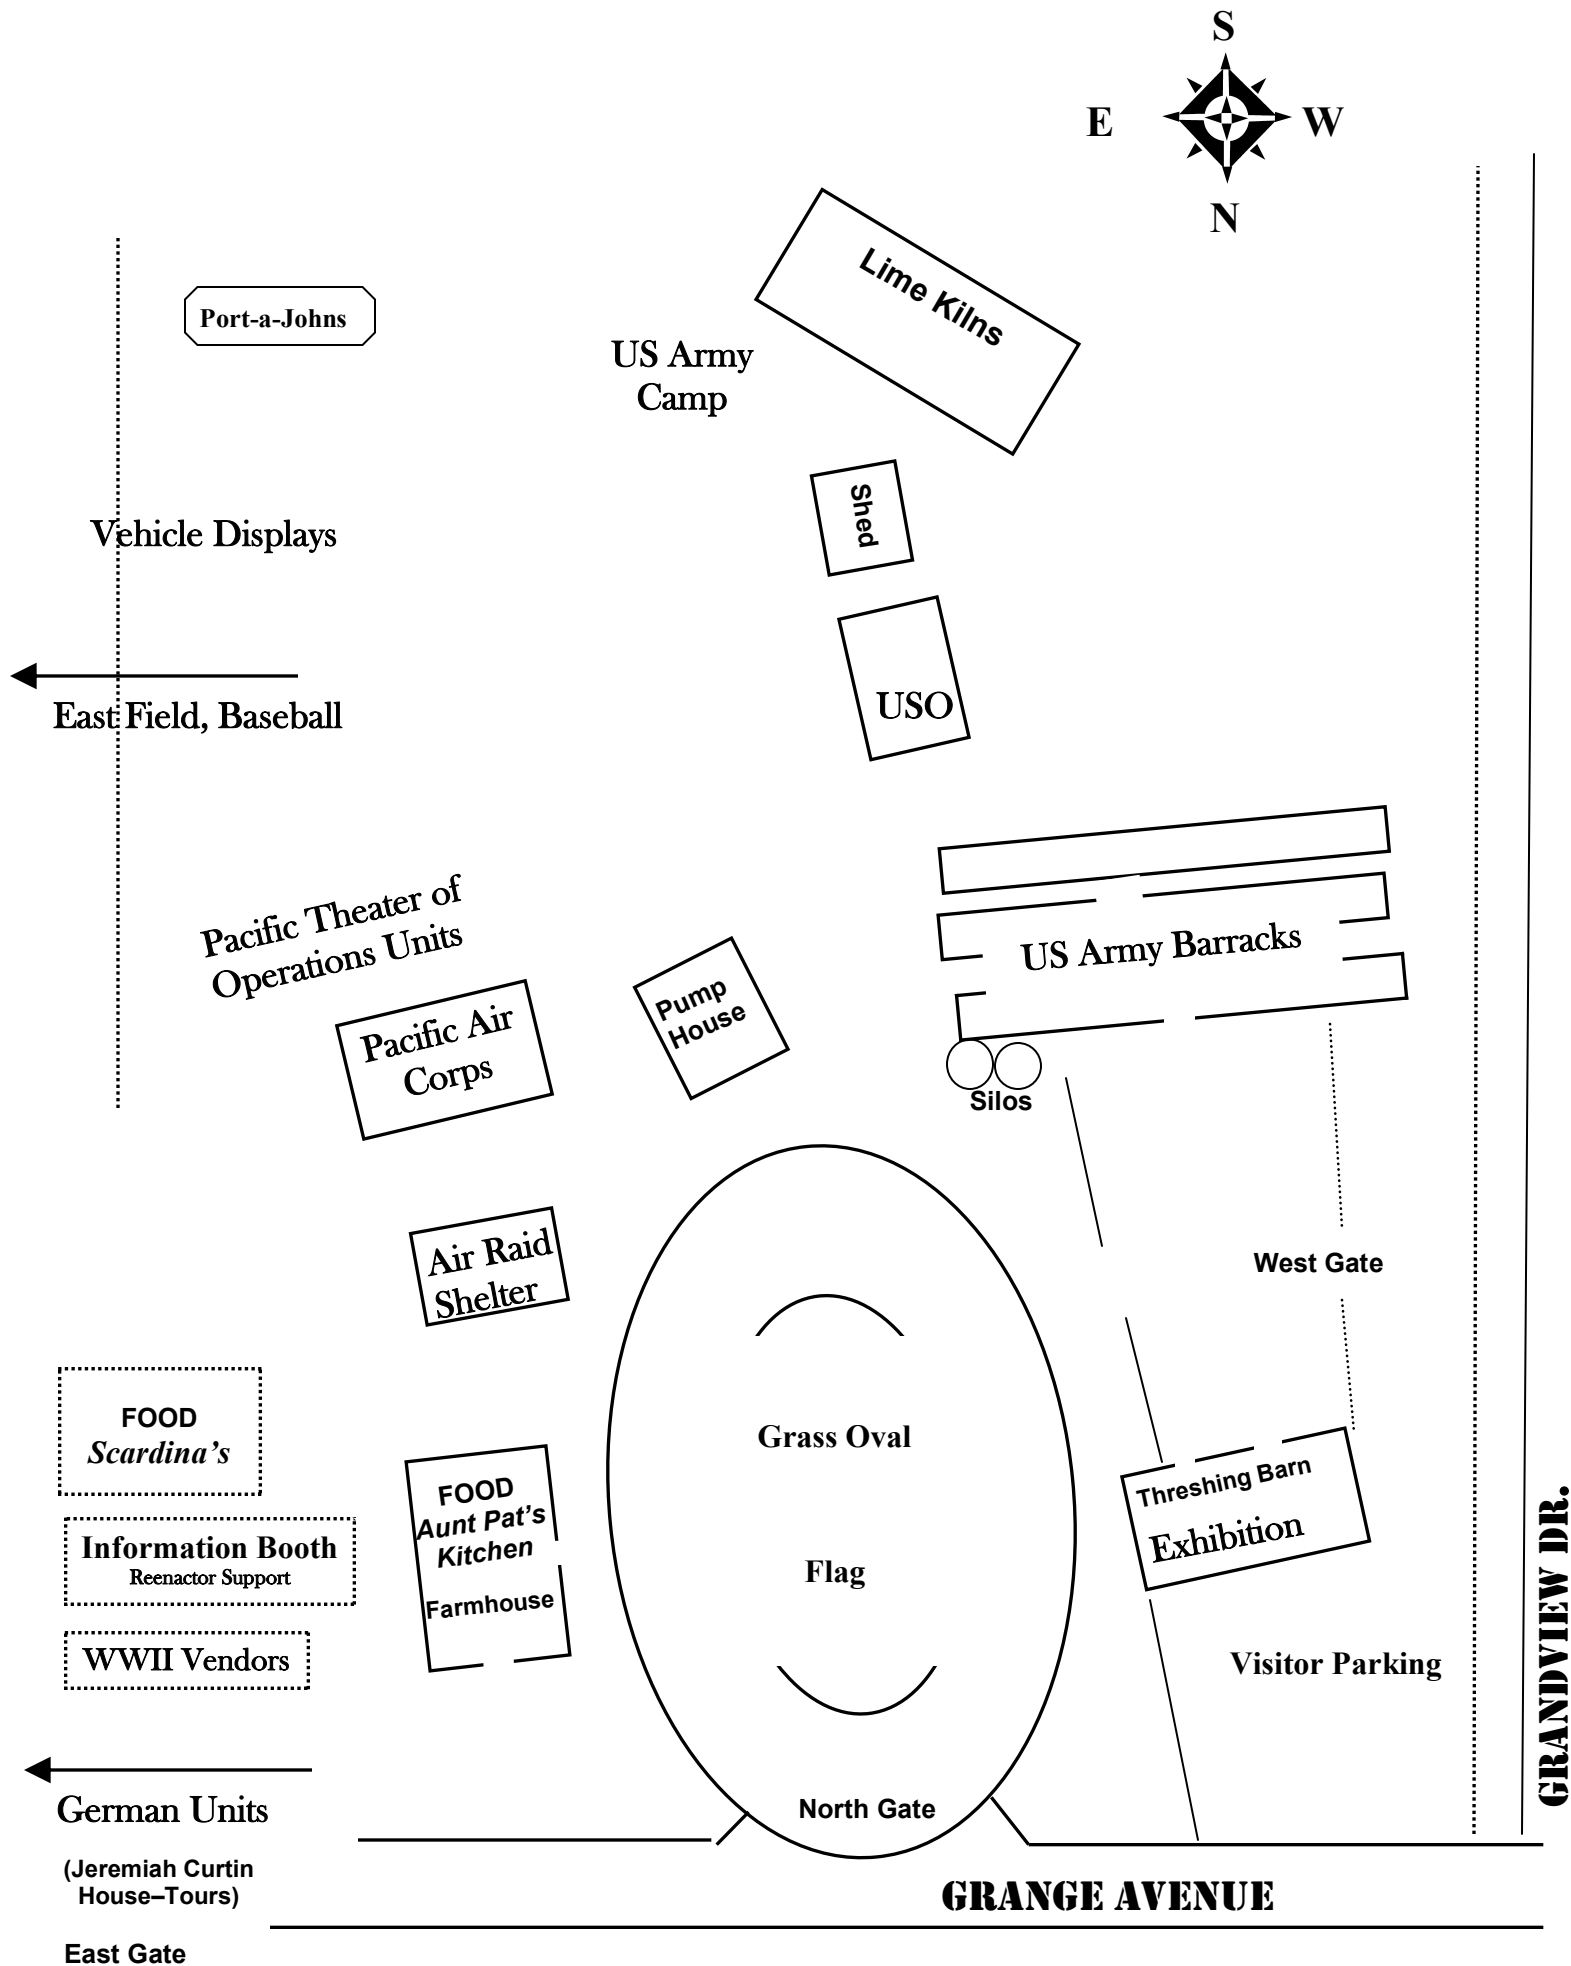 S
E
W
N
Lime Kilns
Port-a-Johns
US Army
Camp
Shed
Vehicle Displays
USO
East Field, Baseball
Pacific Theater of
Operations Units
US Army Barracks
Pump
House
Pacific Air
Corps
Silos
Air Raid
Shelter
West Gate
FOOD
Scardina's
Grass Oval
FOOD
Aunt Pat's
Kitchen
Farmhouse
Threshing Barn
Exhibition
Information Booth
Reenactor Support
Flag
WWII Vendors
Visitor Parking
GRANDVIEW DR.
German Units
North Gate
(Jeremiah Curtin
House–Tours)
GRANGE AVENUE
East Gate